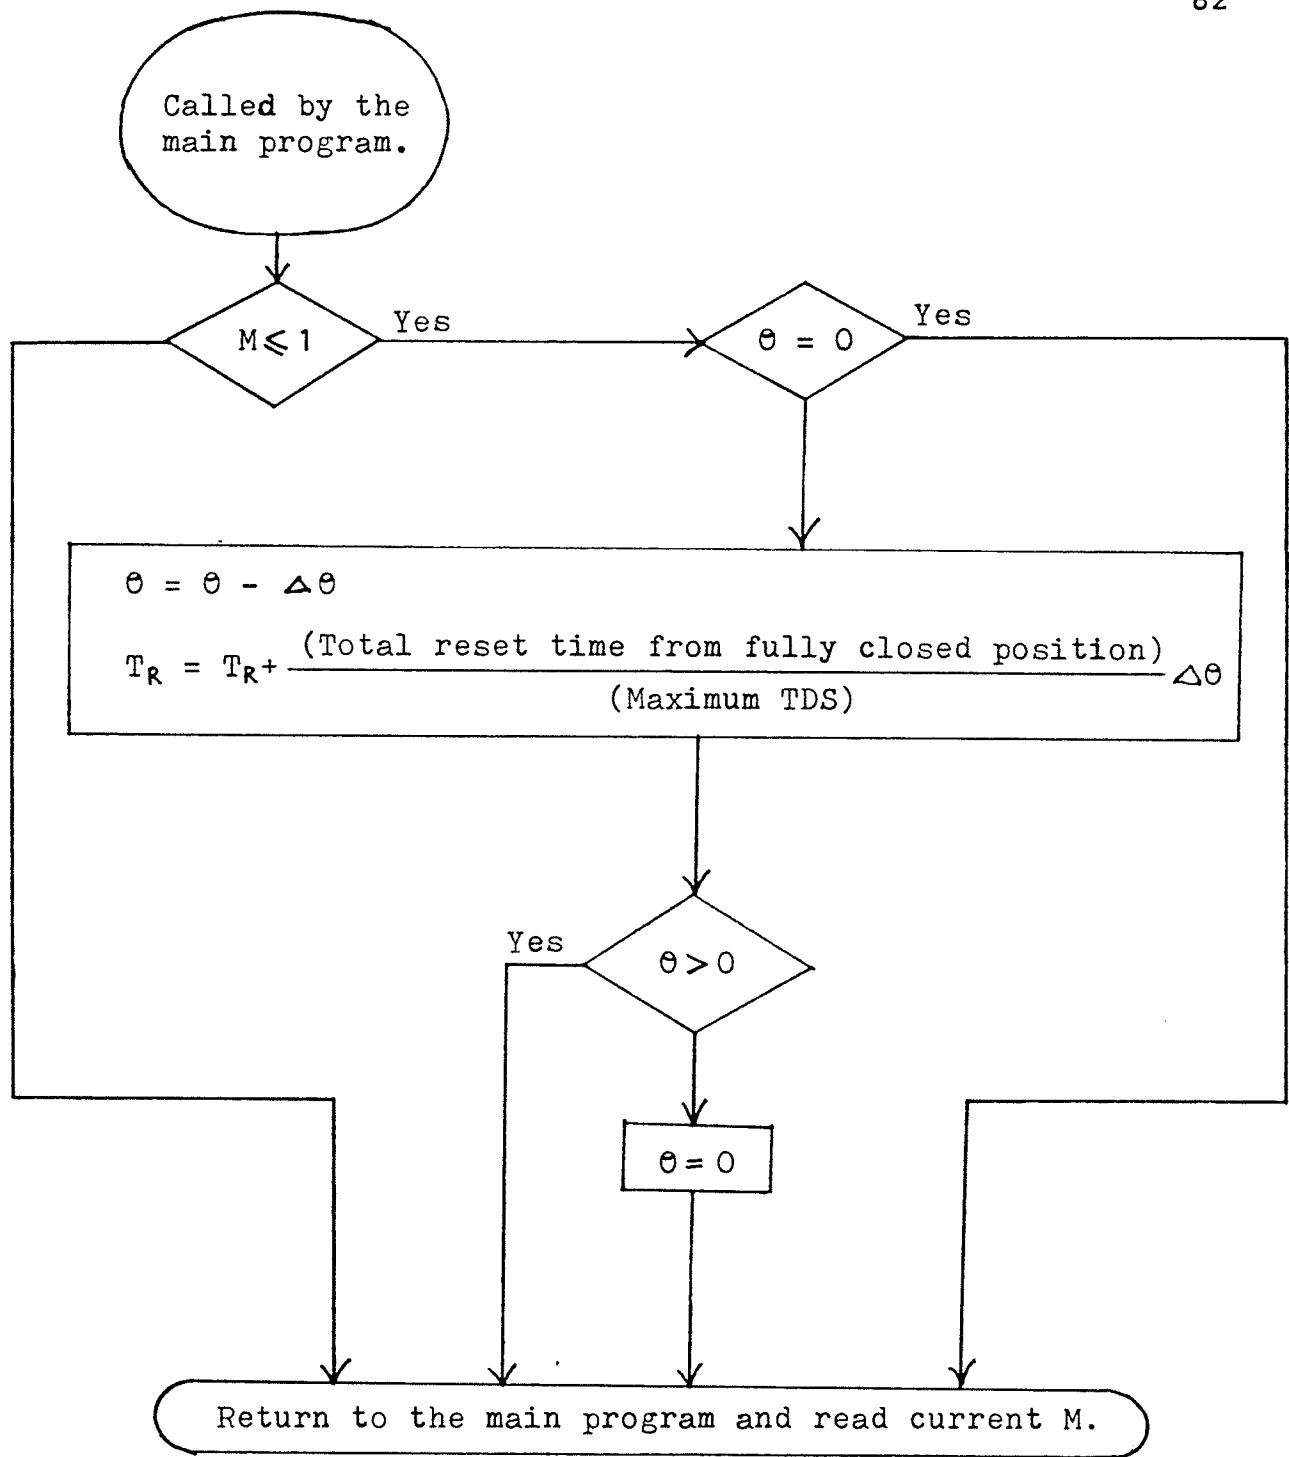 82
Called by the
main program.
M⩽1
Yes
θ = 0
Yes
θ = θ - Δθ
(Total reset time from fully closed position)
T_R = T_R+ Δθ
(Maximum TDS)
Yes
θ>0
θ=0
Return to the main program and read current M.